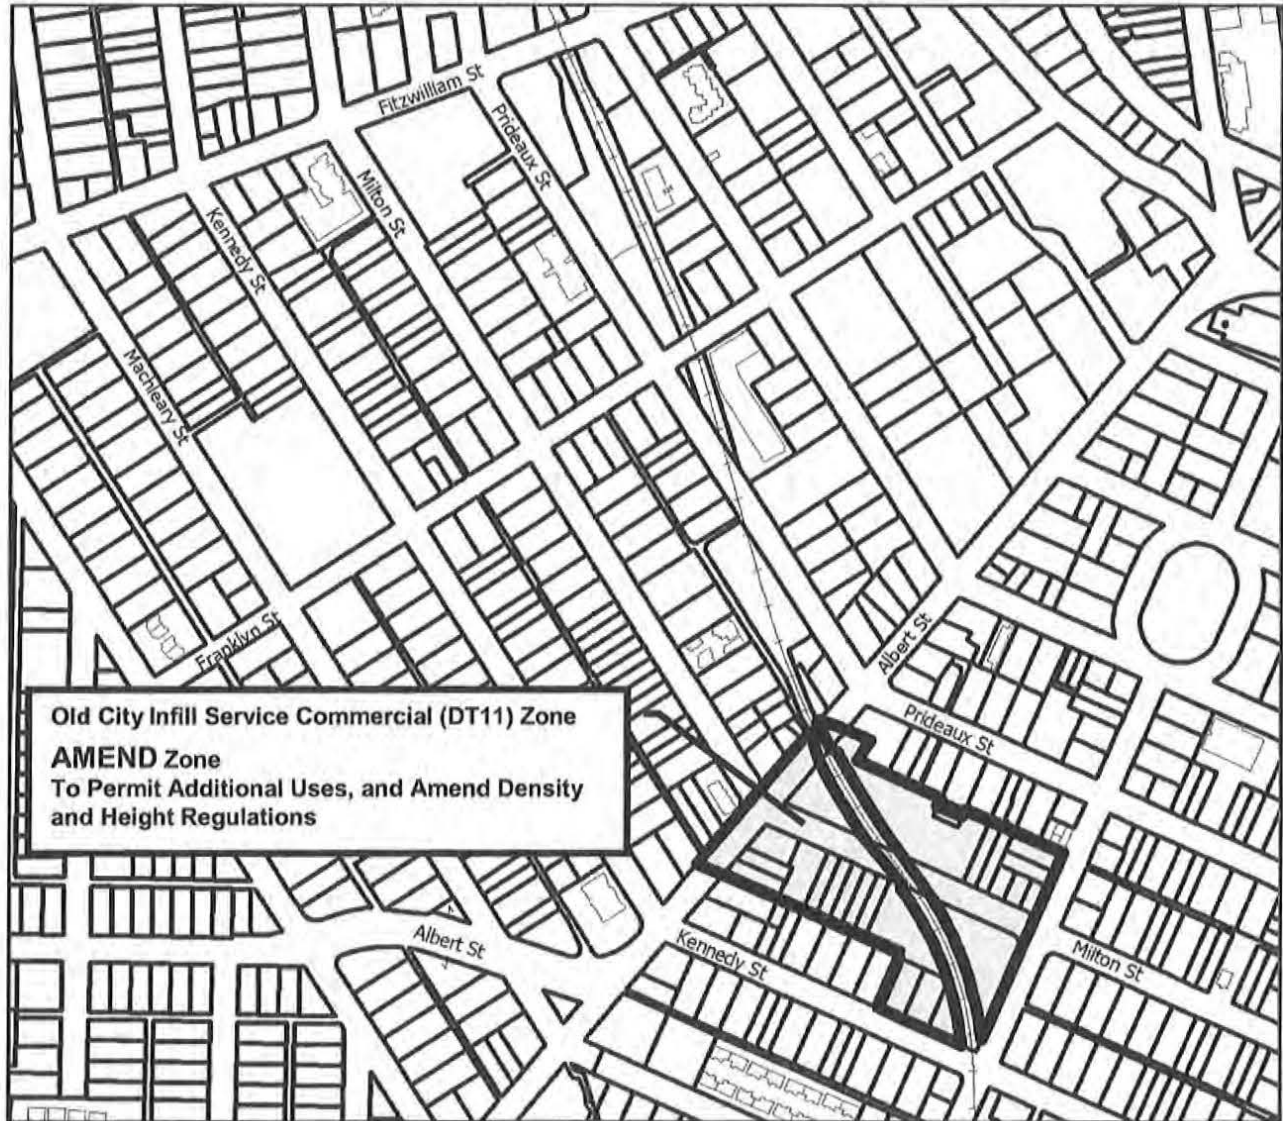 Fitzwilliam St
Prideaux St
Milton St
Kennedy St
Machleary St
Franklyn St
Albert St
Old City Infill Service Commercial (DT11) Zone
AMEND Zone
To Permit Additional Uses, and Amend Density
and Height Regulations
Prideaux St
Albert St
Kennedy St
Milton St